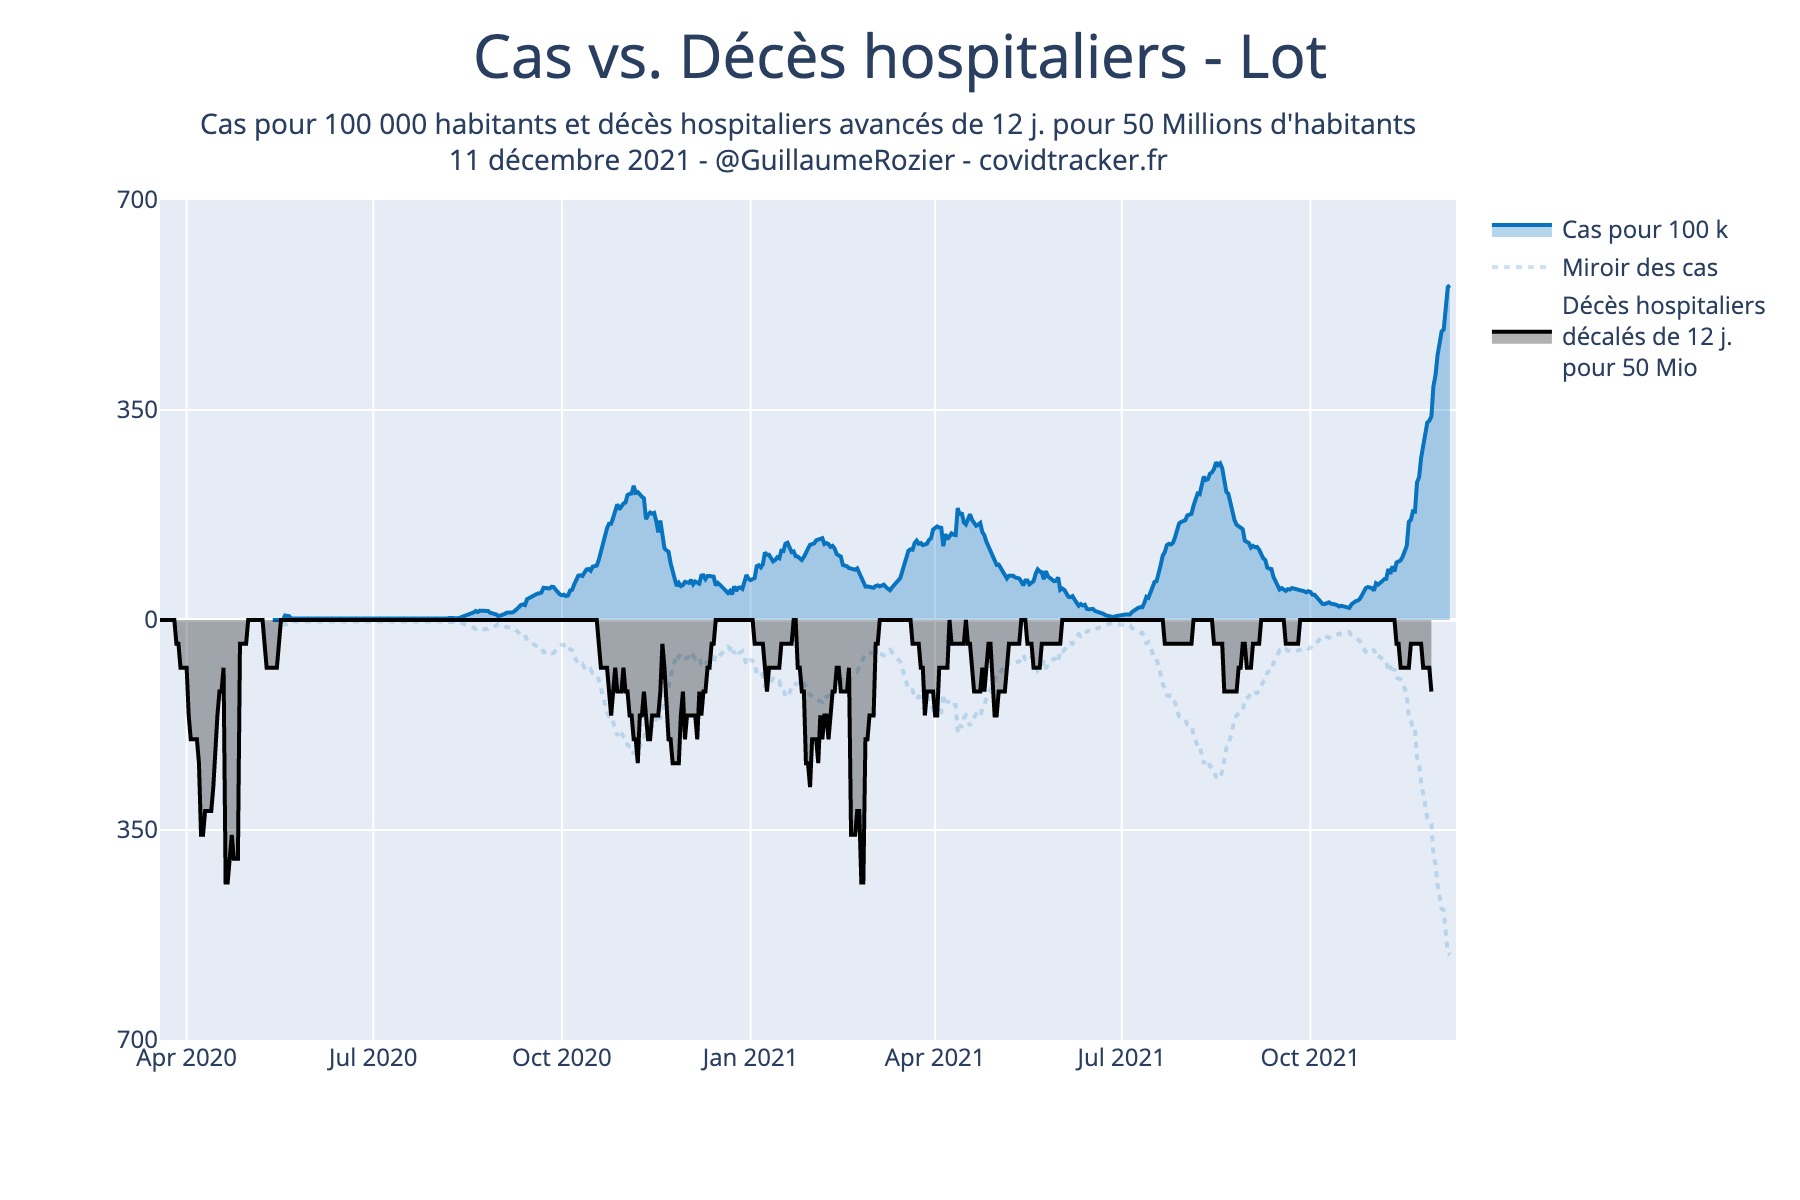 Cas vs. Décès hospitaliers - Lot
Cas pour 100 000 habitants et décès hospitaliers avancés de 12 j. pour 50 Millions d'habitants
11 décembre 2021 - @GuillaumeRozier - covidtracker.fr
700
350
0
350
700
Apr 2020
Jul 2020
Oct 2020
Jan 2021
Apr 2021
Jul 2021
Oct 2021
Cas pour 100 k
Miroir des cas
Décès hospitaliers
décalés de 12 j.
pour 50 Mio